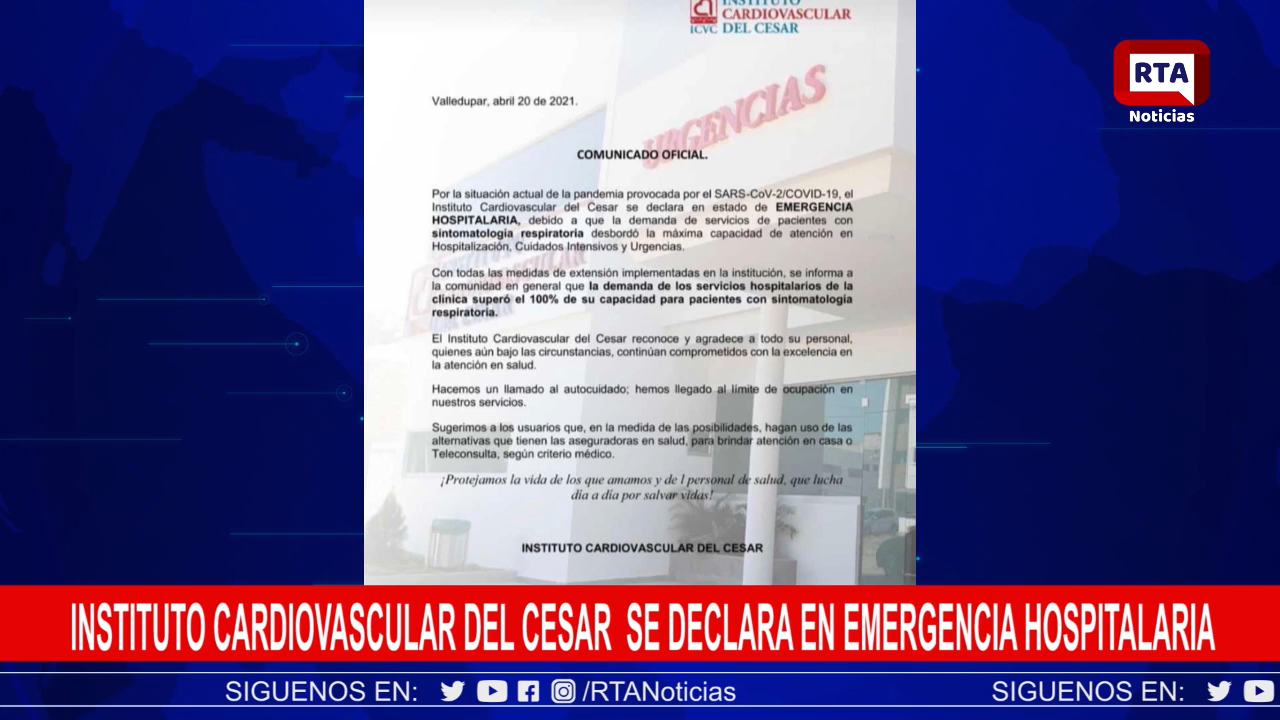 INSTITUTO
CARDIOVASCULAR
ICVC DEL CESAR
RTA
Noticias
URGENCIAS
Valledupar, abril 20 de 2021.
COMUNICADO OFICIAL.
Por la situación actual de la pandemia provocada por el SARS-CoV-2/COVID-19, el
Instituto Cardiovascular del Cesar se declara en estado de EMERGENCIA
HOSPITALARIA, debido a que la demanda de servicios de pacientes con
sintomatología respiratoria desbordó la máxima capacidad de atención en
Hospitalización, Cuidados Intensivos y Urgencias.
Con todas las medidas de extensión implementadas en la institución, se informa a
la comunidad en general que la demanda de los servicios hospitalarios de la
clínica superó el 100% de su capacidad para pacientes con sintomatología
respiratoria.
El Instituto Cardiovascular del Cesar reconoce y agradece a todo su personal,
quienes aún bajo las circunstancias, continúan comprometidos con la excelencia en
la atención en salud.
Hacemos un llamado al autocuidado; hemos llegado al límite de ocupación en
nuestros servicios.
Sugerimos a los usuarios que, en la medida de las posibilidades, hagan uso de las
alternativas que tienen las aseguradoras en salud, para brindar atención en casa o
Teleconsulta, según criterio médico.
¡Protejamos la vida de los que amamos y de l personal de salud, que lucha
día a día por salvar vidas!
INSTITUTO CARDIOVASCULAR DEL CESAR
INSTITUTO CARDIOVASCULAR DEL CESAR SE DECLARA EN EMERGENCIA HOSPITALARIA
SIGUENOS EN: /RTANoticias SIGUENOS EN: